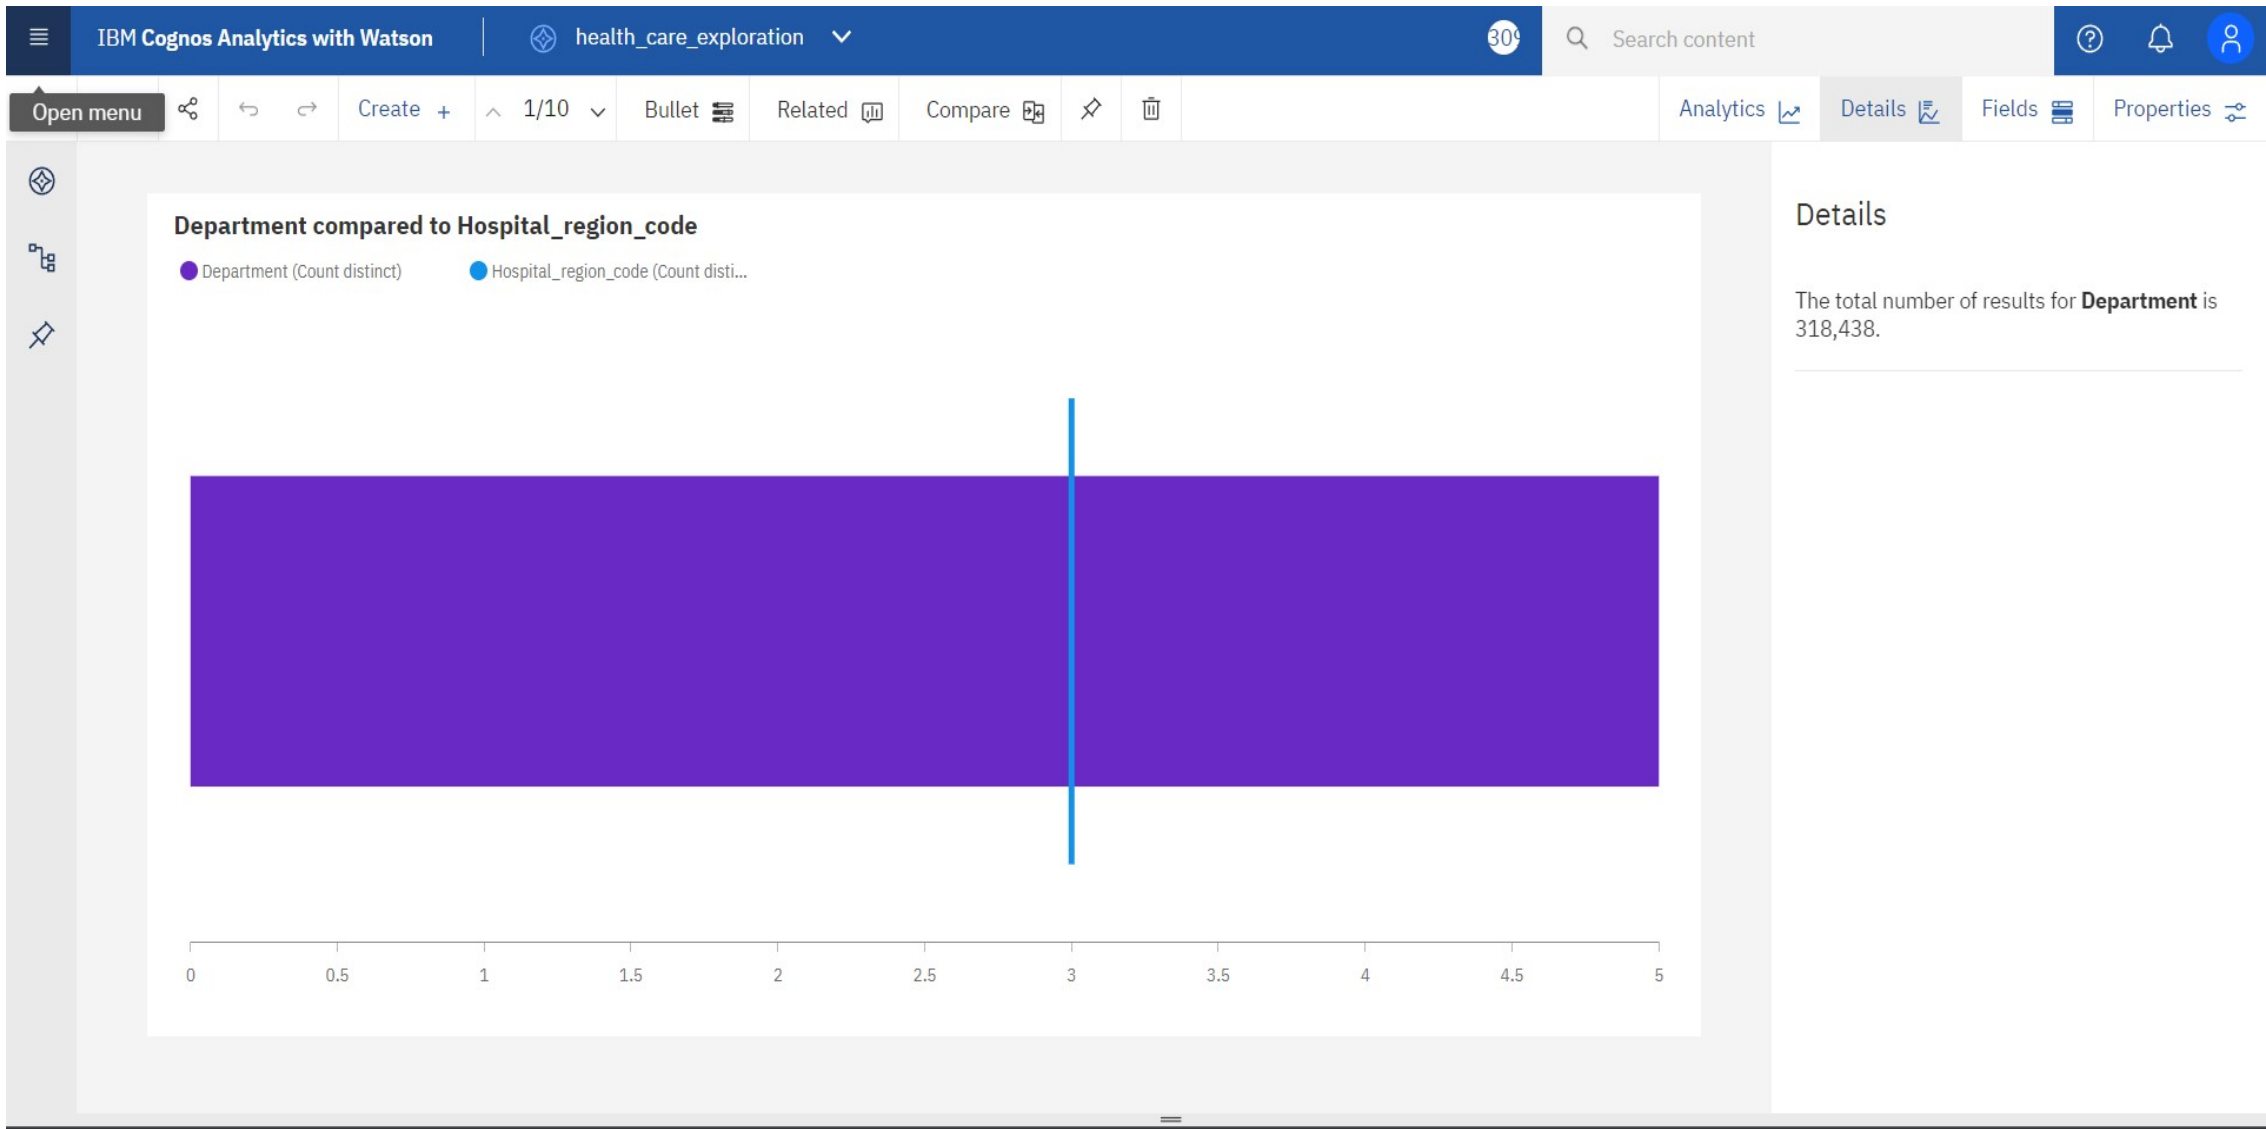 IBM Cognos Analytics with Watson health_care_exploration 309 Search content
Open menu Create + 1/10 Bullet Related Compare Analytics Details Fields Properties
Department compared to Hospital_region_code
Department (Count distinct) Hospital_region_code (Count disti...
0 0.5 1 1.5 2 2.5 3 3.5 4 4.5 5
Details
The total number of results for Department is
318,438.